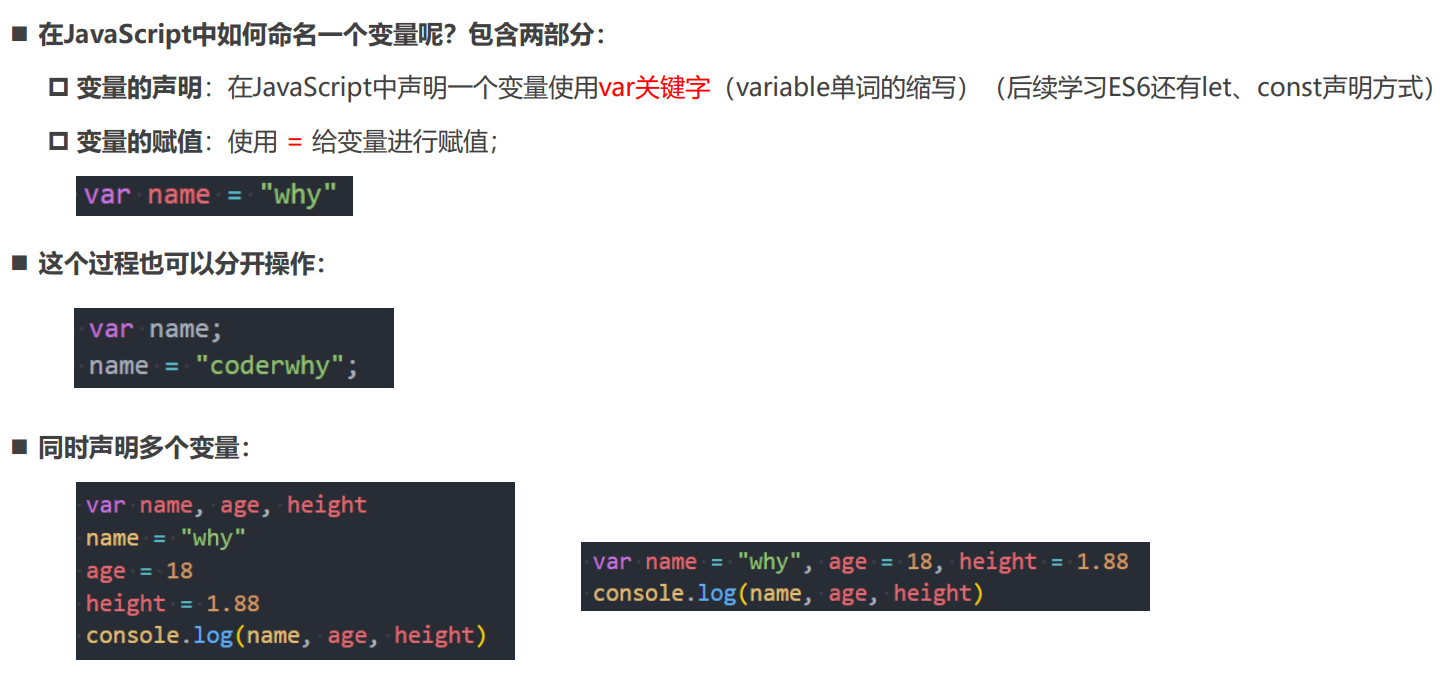 在JavaScript中如何命名一个变量呢？包含两部分：
变量的声明：在JavaScript中声明一个变量使用var关键字（variable单词的缩写）（后续学习ES6还有let、const声明方式）
变量的赋值：使用 = 给变量进行赋值；
var name = "why"
这个过程也可以分开操作：
var name;
name = "coderwhy";
同时声明多个变量：
var name, age, height
name = "why"
age = 18
height = 1.88
console.log(name, age, height)
var name = "why", age = 18, height = 1.88
console.log(name, age, height)